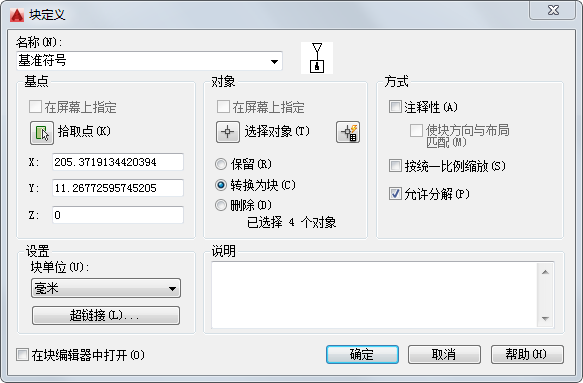 块定义
名称(N):
基准符号
A
基点
在屏幕上指定
拾取点(K)
X: 205.3719134420394
Y: 11.26772595745205
Z: 0
对象
在屏幕上指定
选择对象(T)
保留(R)
转换为块(C)
删除(D)
已选择 4 个对象
方式
注释性(A)
使块方向与布局
匹配(M)
按统一比例缩放(S)
允许分解(P)
设置
块单位(U):
毫米
超链接(L)...
说明
在块编辑器中打开(O)
确定
取消
帮助(H)